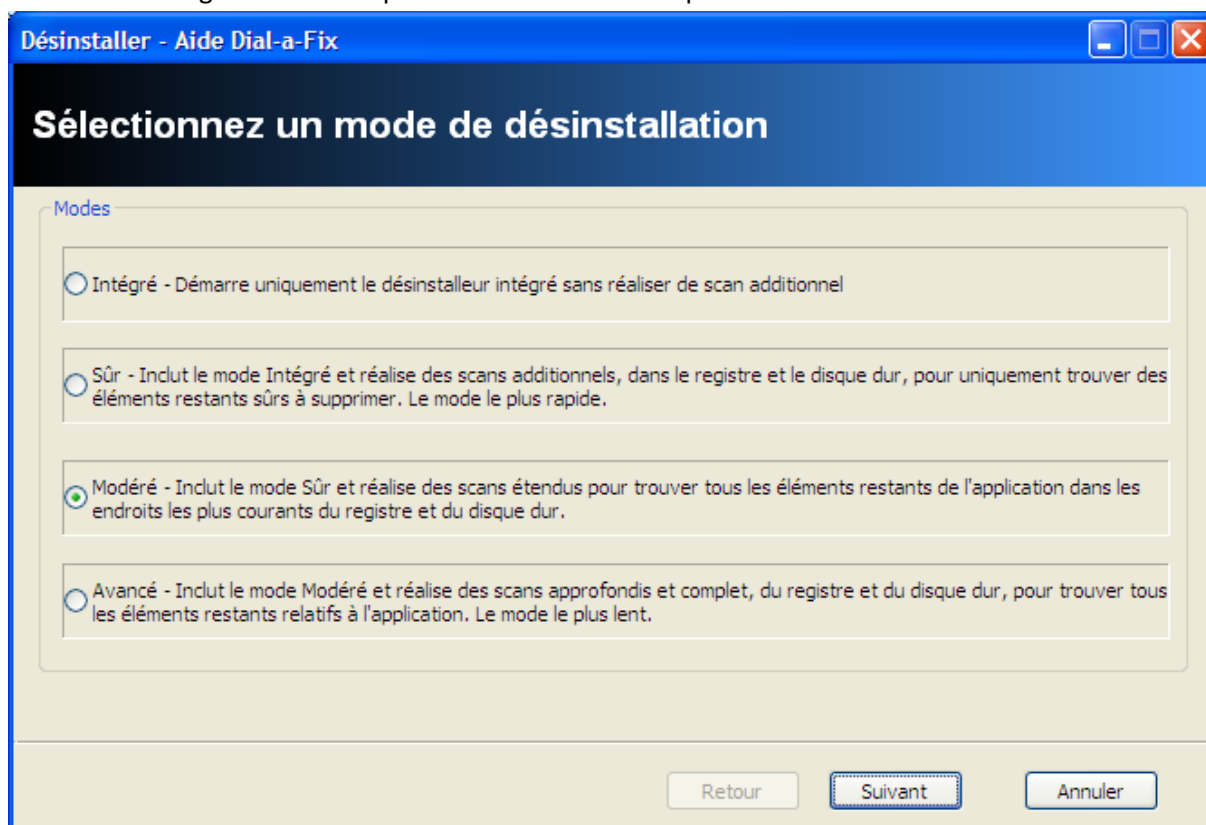 Désinstaller - Aide Dial-a-Fix
Sélectionnez un mode de désinstallation
Modes
Intégré - Démarre uniquement le désinstalleur intégré sans réaliser de scan additionnel
Sûr - Inclut le mode Intégré et réalise des scans additionnels, dans le registre et le disque dur, pour uniquement trouver des
éléments restants sûrs à supprimer. Le mode le plus rapide.
Modéré - Inclut le mode Sûr et réalise des scans étendus pour trouver tous les éléments restants de l'application dans les
endroits les plus courants du registre et du disque dur.
Avancé - Inclut le mode Modéré et réalise des scans approfondis et complet, du registre et du disque dur, pour trouver tous
les éléments restants relatifs à l'application. Le mode le plus lent.
Retour
Suivant
Annuler